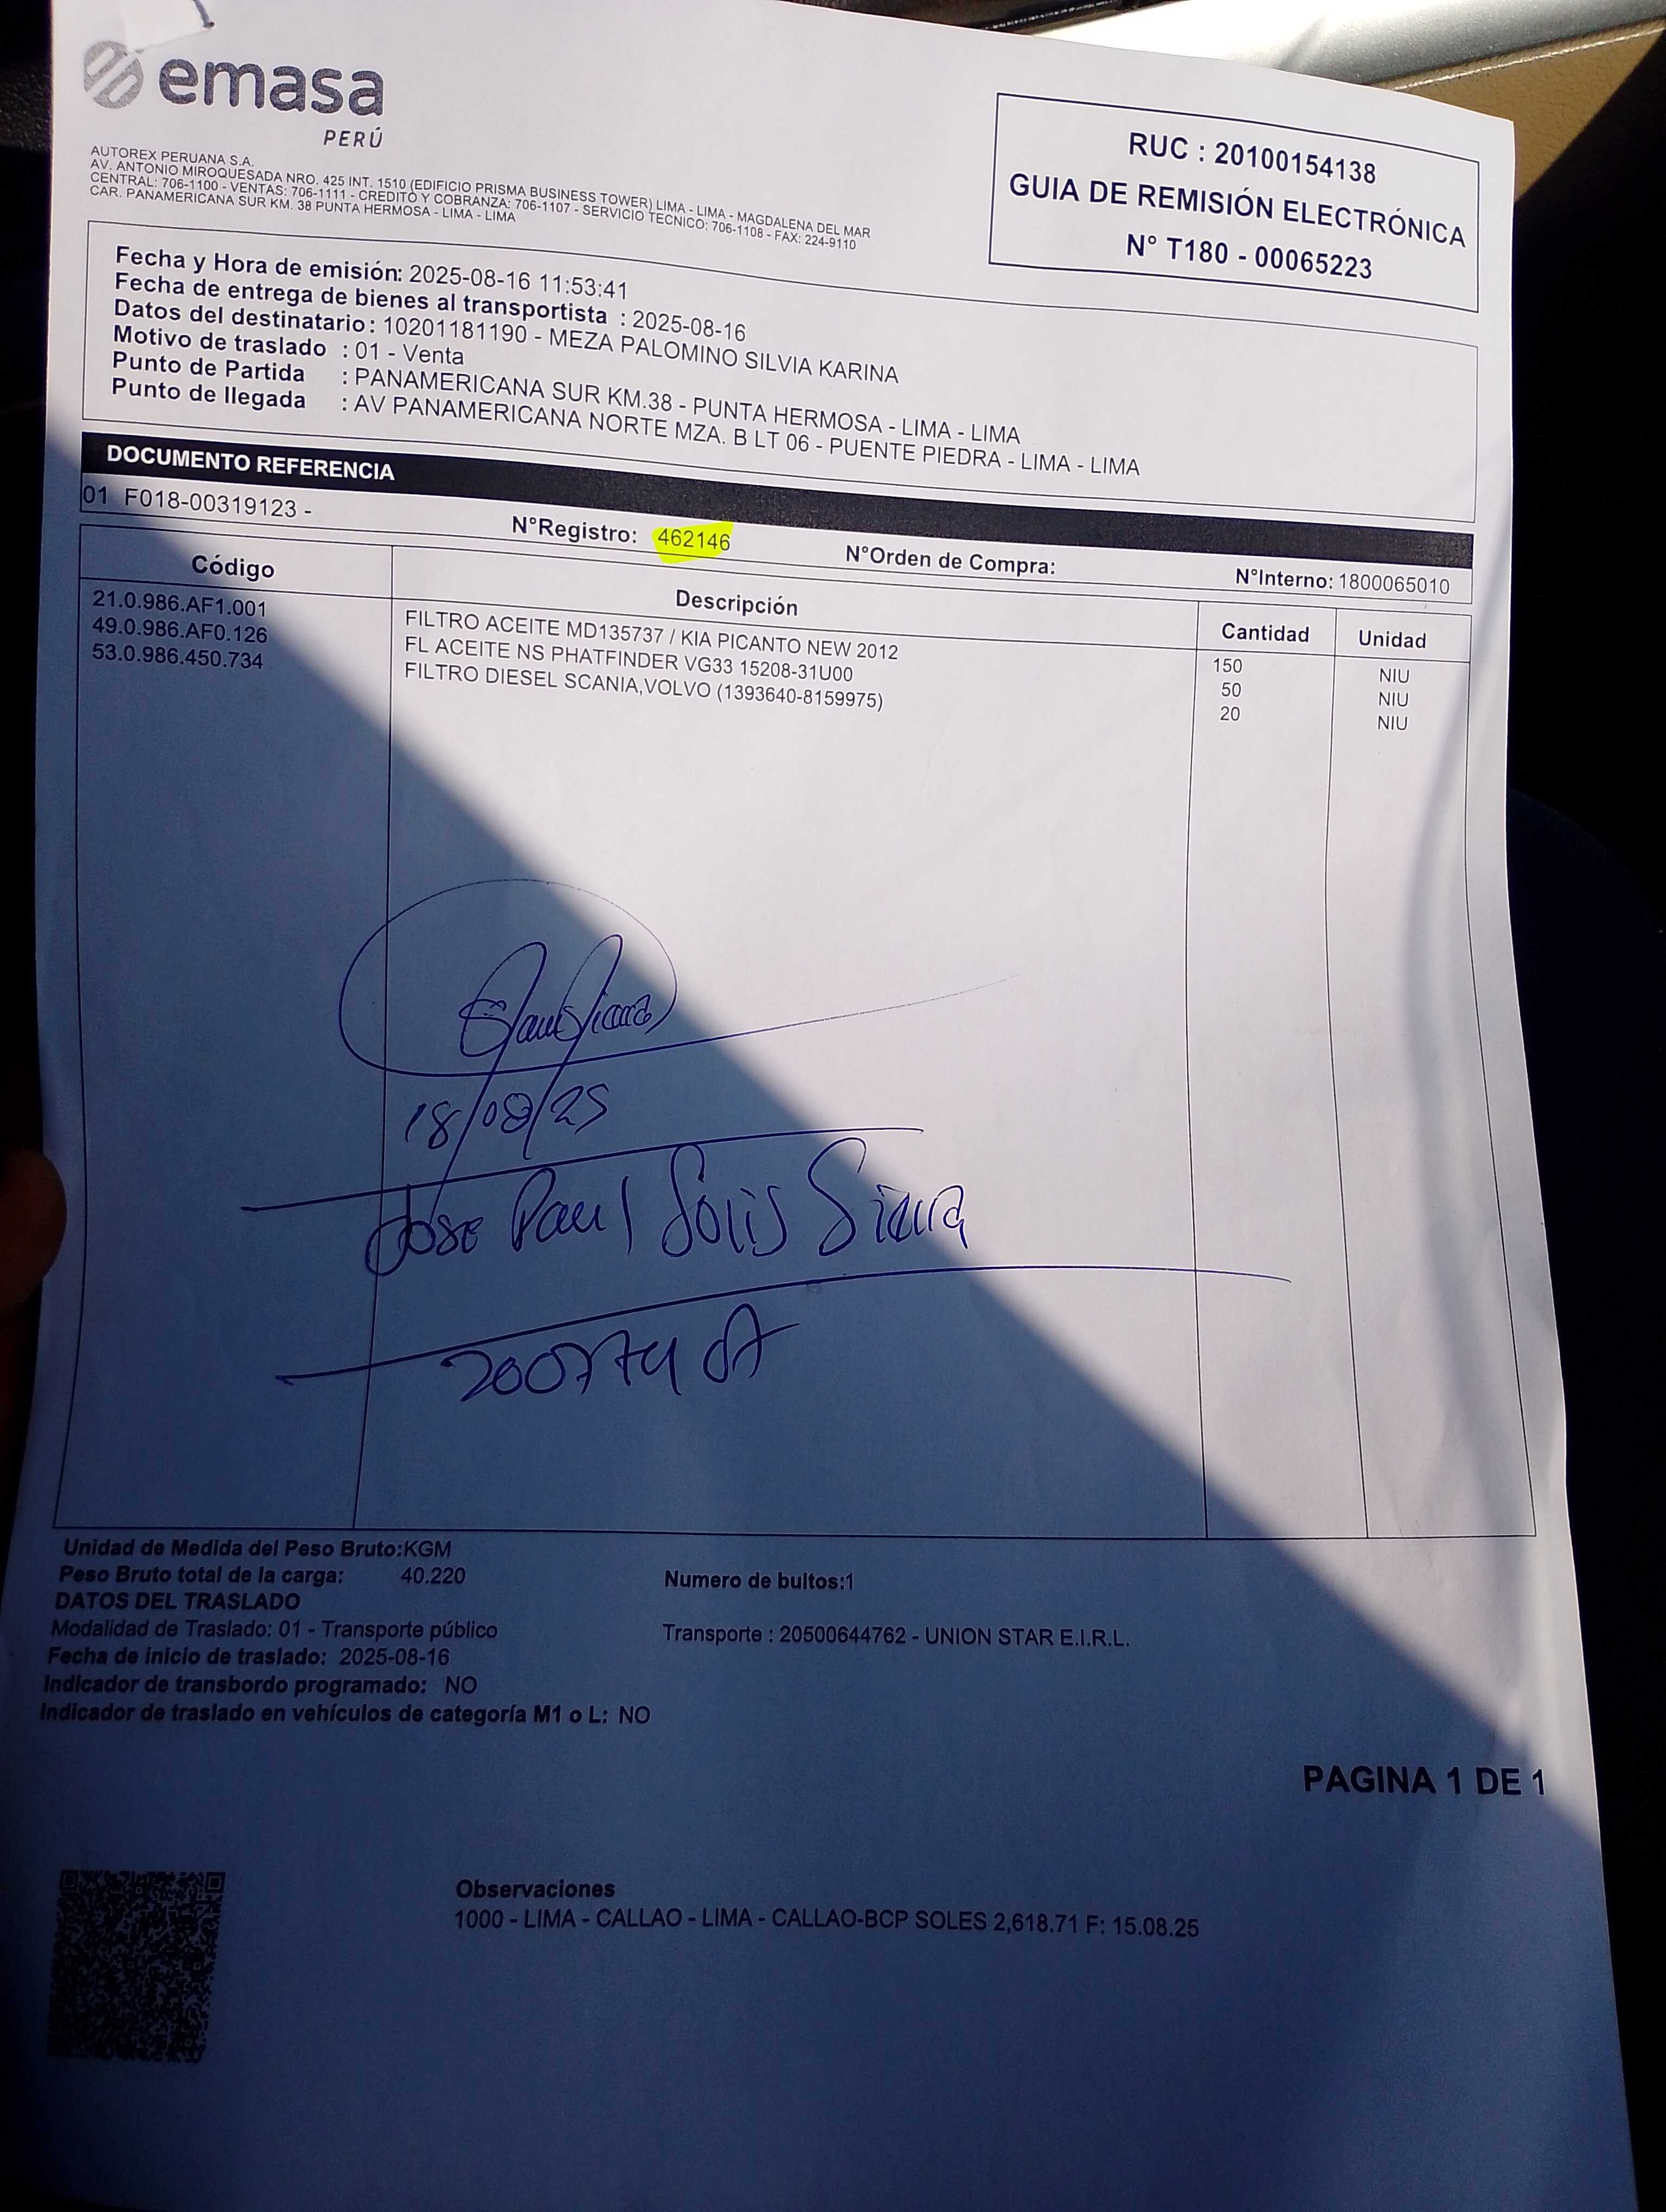 emasa
PERÚ
AUTOREX PERUANA S.A.
AV. ANTONIO MIROQUESADA NRO. 425 INT. 1510 (EDIFICIO PRISMA BUSINESS TOWER) LIMA - LIMA - MAGDALENA DEL MAR
CENTRAL: 706-1100 - VENTAS: 706-1111 - CREDITO Y COBRANZA: 706-1107 - SERVICIO TECNICO: 706-1108 - FAX: 224-9110
CAR. PANAMERICANA SUR KM. 38 PUNTA HERMOSA - LIMA - LIMA
RUC : 20100154138
GUIA DE REMISIÓN ELECTRÓNICA
N° T180 - 00065223
Fecha y Hora de emisión: 2025-08-16 11:53:41
Fecha de entrega de bienes al transportista : 2025-08-16
Datos del destinatario: 10201181190 - MEZA PALOMINO SILVIA KARINA
Motivo de traslado : 01 - Venta
Punto de Partida : PANAMERICANA SUR KM.38 - PUNTA HERMOSA - LIMA - LIMA
Punto de llegada : AV PANAMERICANA NORTE MZA. B LT 06 - PUENTE PIEDRA - LIMA - LIMA
DOCUMENTO REFERENCIA
01 F018-00319123 - N°Registro: 462146 N°Orden de Compra: N°Interno: 1800065010
Código Descripción Cantidad Unidad
21.0.986.AF1.001 FILTRO ACEITE MD135737 / KIA PICANTO NEW 2012 150 NIU
49.0.986.AF0.126 FL ACEITE NS PHATFINDER VG33 15208-31U00 50 NIU
53.0.986.450.734 FILTRO DIESEL SCANIA,VOLVO (1393640-8159975) 20 NIU
18/08/25
Jose Paul Solis
Unidad de Medida del Peso Bruto:KGM
Peso Bruto total de la carga: 40.220 Numero de bultos:1
DATOS DEL TRASLADO
Modalidad de Traslado: 01 - Transporte público Transporte : 20500644762 - UNION STAR E.I.R.L.
Fecha de inicio de traslado: 2025-08-16
Indicador de transbordo programado: NO
Indicador de traslado en vehículos de categoría M1 o L: NO
PAGINA 1 DE 1
Observaciones
1000 - LIMA - CALLAO - LIMA - CALLAO-BCP SOLES 2,618.71 F: 15.08.25